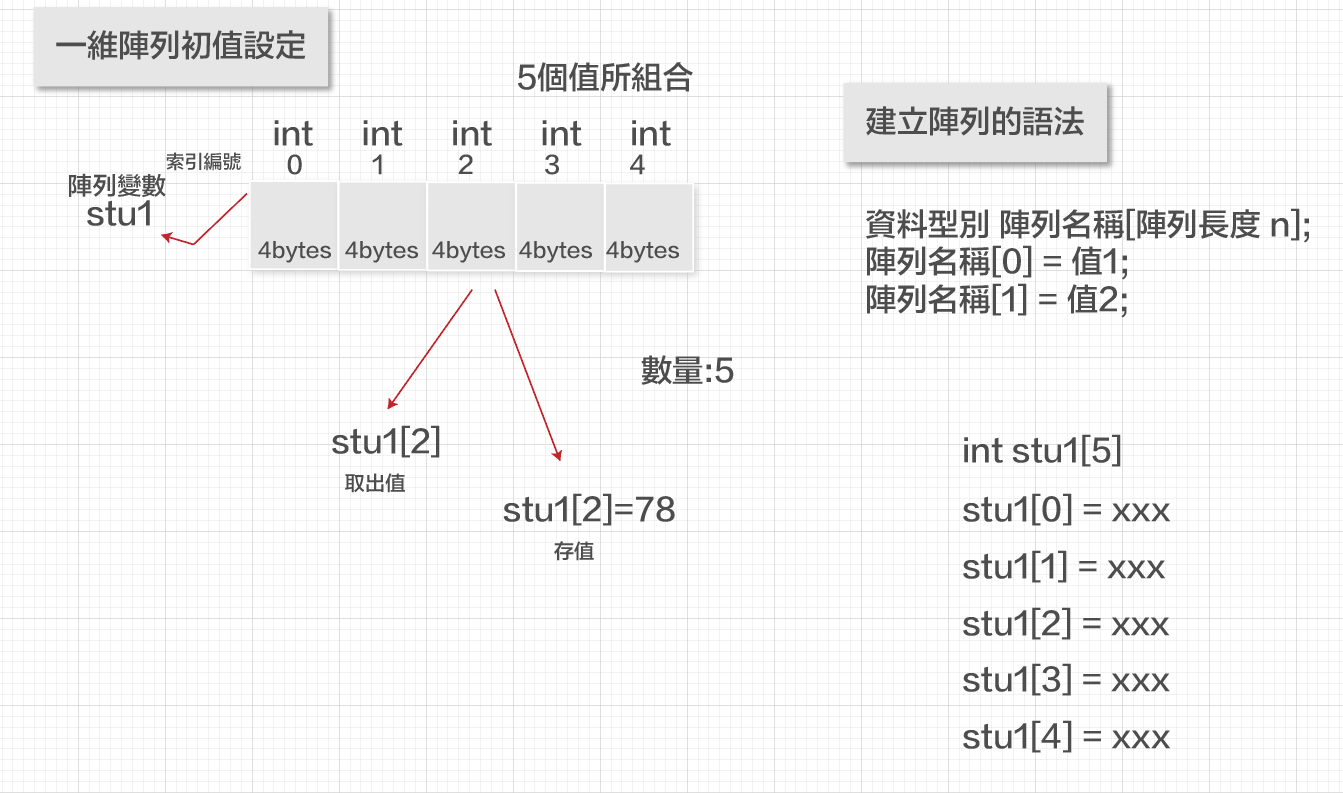 一維陣列初值設定
5個值所組合
int int int int int
索引編號 0 1 2 3 4
陣列變數
stu1
4bytes 4bytes 4bytes 4bytes 4bytes
數量:5
stu1[2]
取出值
stu1[2]=78
存值
建立陣列的語法
資料型別 陣列名稱[陣列長度 n];
陣列名稱[0] = 值1;
陣列名稱[1] = 值2;
int stu1[5]
stu1[0] = xxx
stu1[1] = xxx
stu1[2] = xxx
stu1[3] = xxx
stu1[4] = xxx